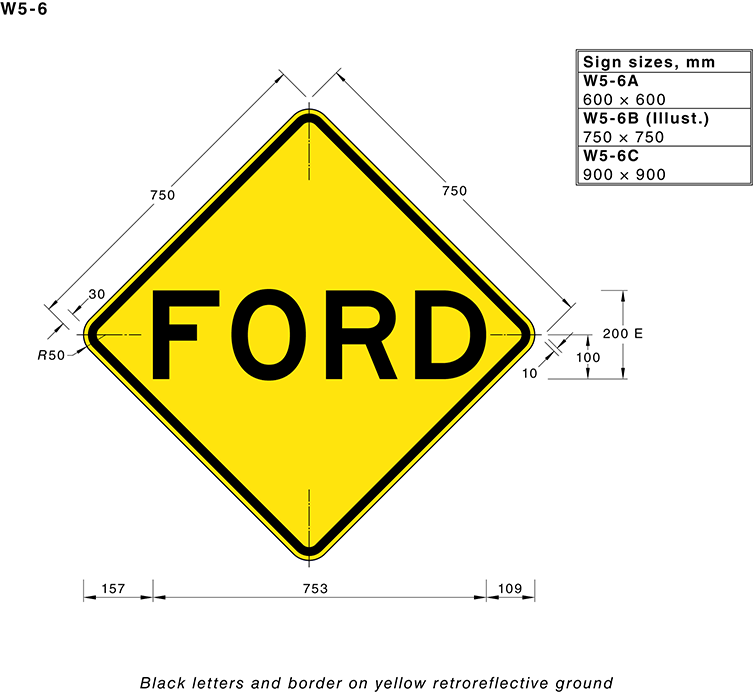 W5-6
Sign sizes, mm
W5-6A
600 × 600
W5-6B (Illust.)
750 × 750
W5-6C
900 × 900
750
750
30
FORD
200 E
R50
100
10
157
753
109
Black letters and border on yellow retroreflective ground